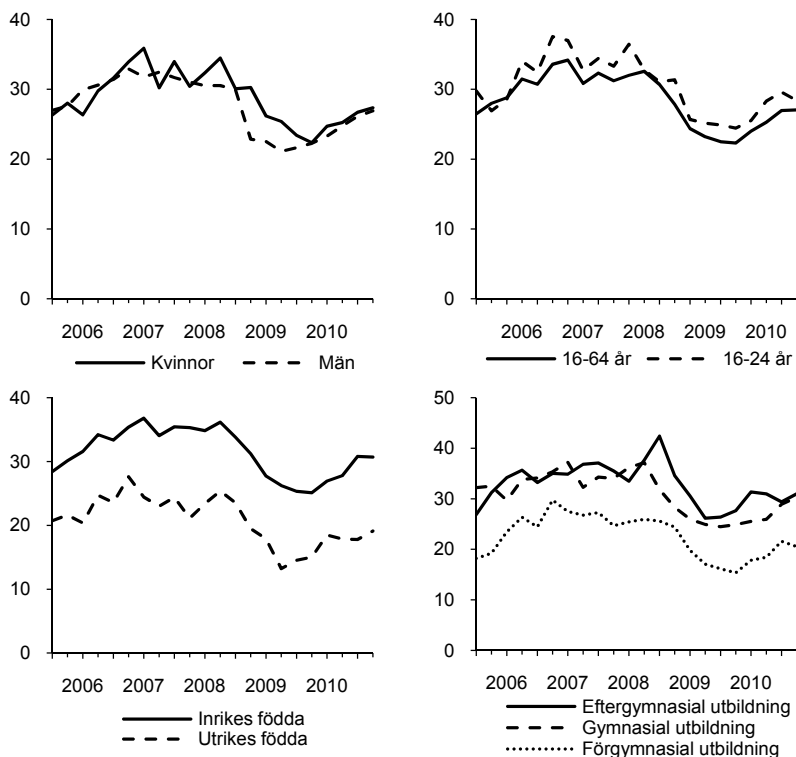 40
30
20
10
0
2006 2007 2008 2009 2010
Kvinnor Män
40
30
20
10
0
2006 2007 2008 2009 2010
16-64 år 16-24 år
40
30
20
10
0
2006 2007 2008 2009 2010
Inrikes födda
Utrikes födda
50
40
30
20
10
0
2006 2007 2008 2009 2010
Eftergymnasial utbildning
Gymnasial utbildning
Förgymnasial utbildning